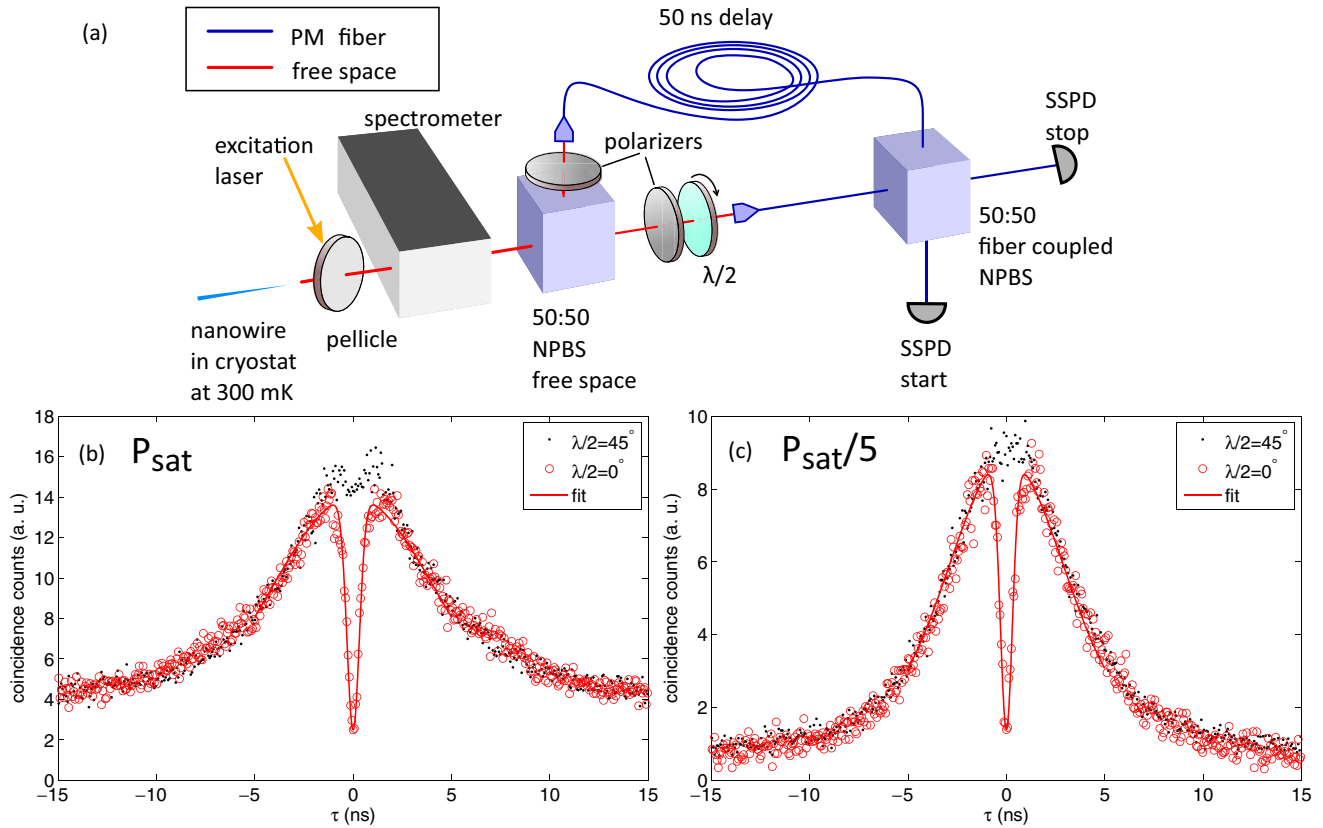 (a)
PM fiber
free space
50 ns delay
SSPD
stop
spectrometer
excitation
laser
polarizers
λ/2
50:50
fiber coupled
NPBS
nanowire
in cryostat
at 300 mK
pellicle
50:50
NPBS
free space
SSPD
start
(b) Psat
λ/2=45°
λ/2=0°
fit
coincidence counts (a. u.)
18
16
14
12
10
8
6
4
2
0
−15 −10 −5 0 5 10 15
τ (ns)
(c) Psat/5
λ/2=45°
λ/2=0°
fit
coincidence counts (a. u.)
10
8
6
4
2
0
−15 −10 −5 0 5 10 15
τ (ns)